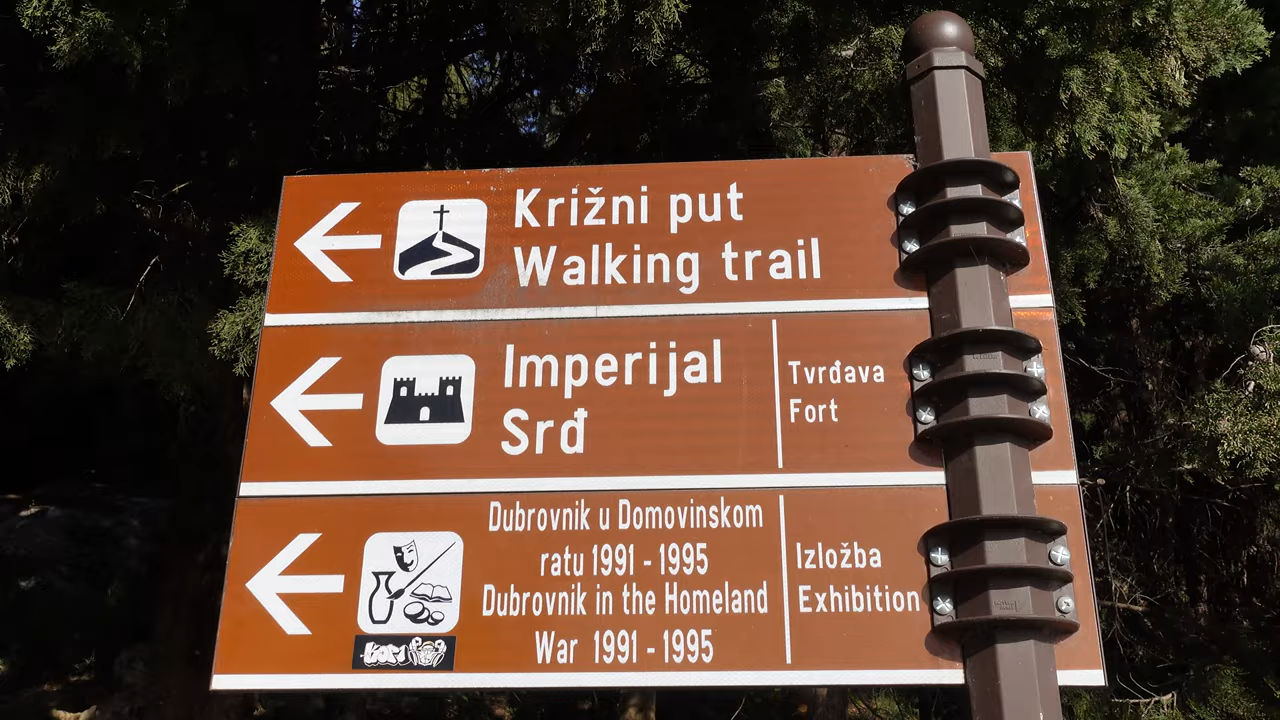 Križni put
Walking trail
Imperijal
Srđ
Tvrđava
Fort
Dubrovnik u Domovinskom
ratu 1991 - 1995
Dubrovnik in the Homeland
War 1991 - 1995
Izložba
Exhibition